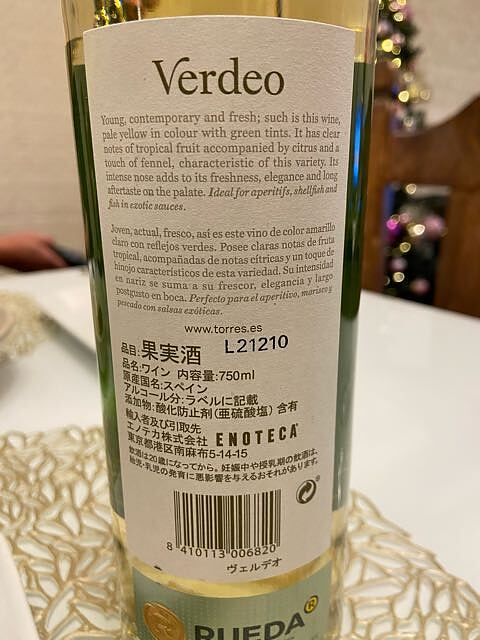 Verdeo
Young, contemporary and fresh; such is this wine,
pale yellow in colour with green tints. It has clear
notes of tropical fruit accompanied by citrus and a
touch of fennel, characteristic of this variety. Its
intense nose adds to its freshness, elegance and long
aftertaste on the palate. Ideal for aperitifs, shellfish and
fish in exotic sauces.
Joven, actual, fresco, así es este vino de color amarillo
claro con reflejos verdes. Posee claras notas de fruta
tropical, acompañadas de notas cítricas y un toque de
hinojo característicos de esta variedad. Su intensidad
en nariz se suma a su frescor, elegancia y largo
postgusto en boca. Perfecto para el aperitivo, marisco y
pescado con salsas exóticas.
www.torres.es
品目:果実酒 L21210
品名:ワイン 内容量:750ml
原産国名:スペイン
アルコール分:ラベルに記載
添加物:酸化防止剤(亜硫酸塩)含有
輸入者及び引取先
エノテカ株式会社 ENOTECA
東京都港区南麻布5-14-15
飲酒は20歳になってから。妊娠中や授乳期の飲酒は、
胎児・乳児の発育に悪影響を与えるおそれがあります。
8 410113 006820
ヴェルデオ
RUEDA